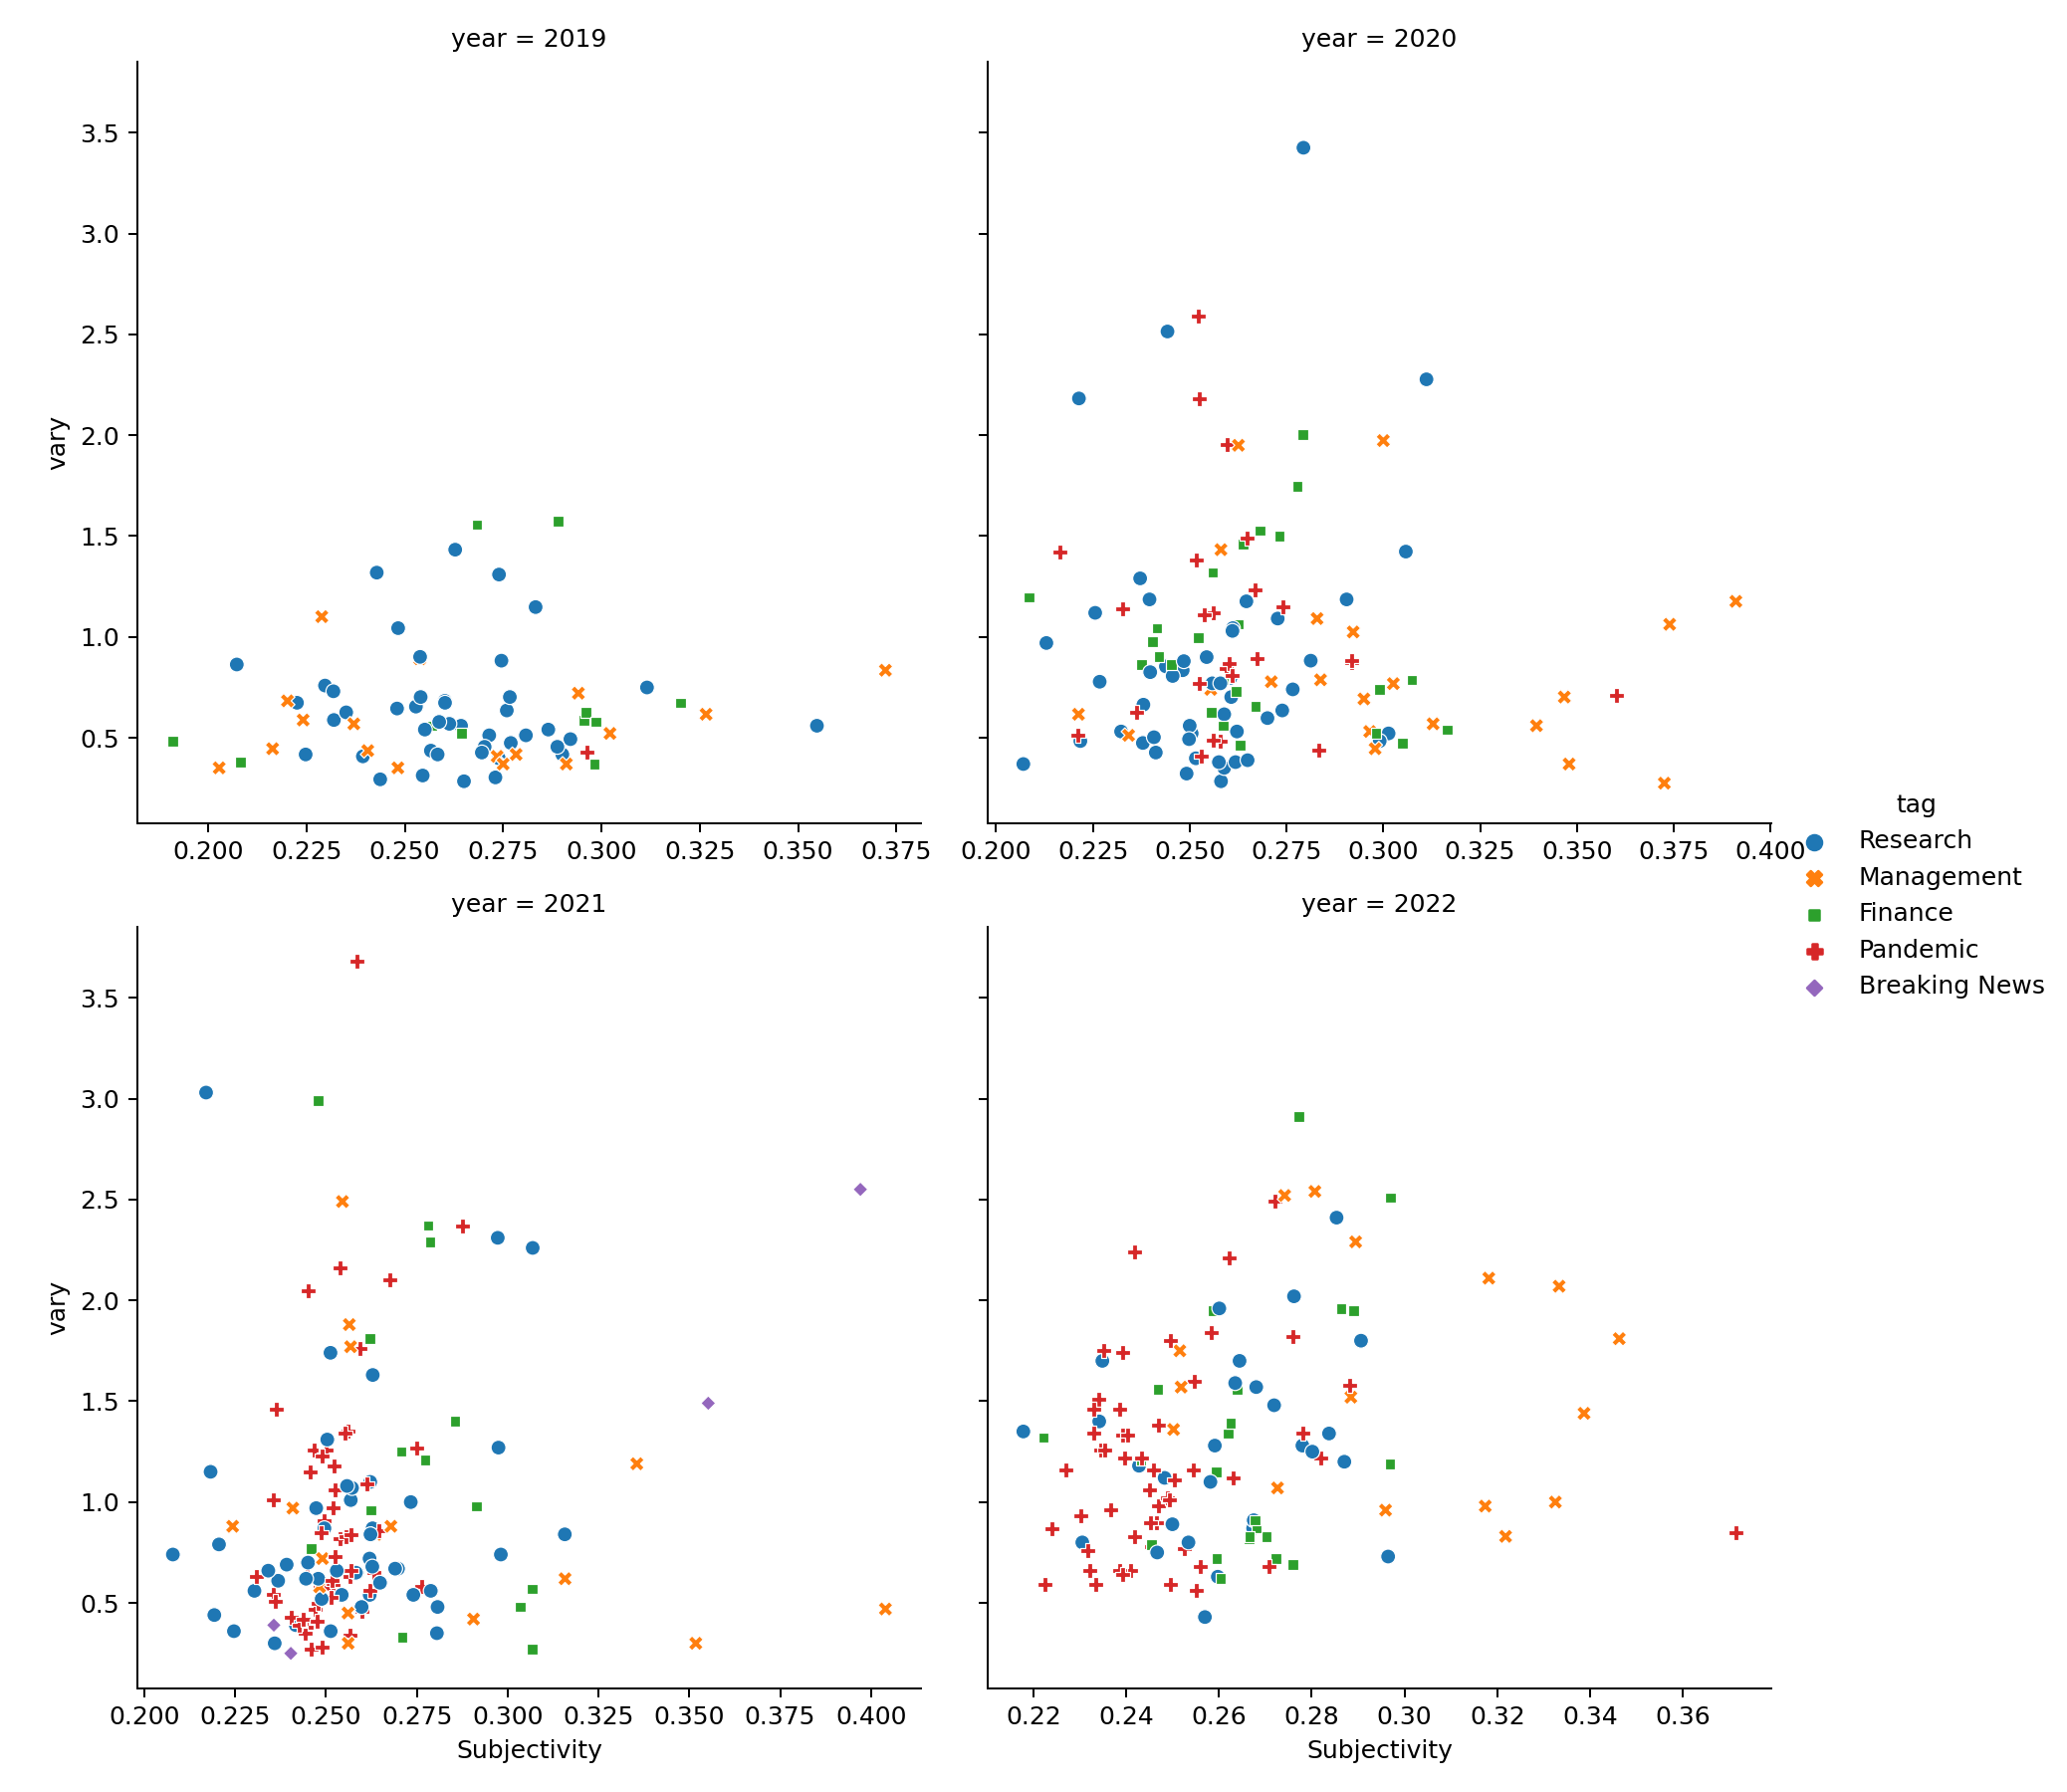 year = 2019
year = 2020
3.5
3.0
2.5
2.0
1.5
1.0
0.5
vary
0.200 0.225 0.250 0.275 0.300 0.325 0.350 0.375
0.200 0.225 0.250 0.275 0.300 0.325 0.350 0.375 0.400
tag
Research
Management
Finance
Pandemic
Breaking News
year = 2021
year = 2022
3.5
3.0
2.5
2.0
1.5
1.0
0.5
vary
0.200 0.225 0.250 0.275 0.300 0.325 0.350 0.375 0.400
Subjectivity
0.22 0.24 0.26 0.28 0.30 0.32 0.34 0.36
Subjectivity